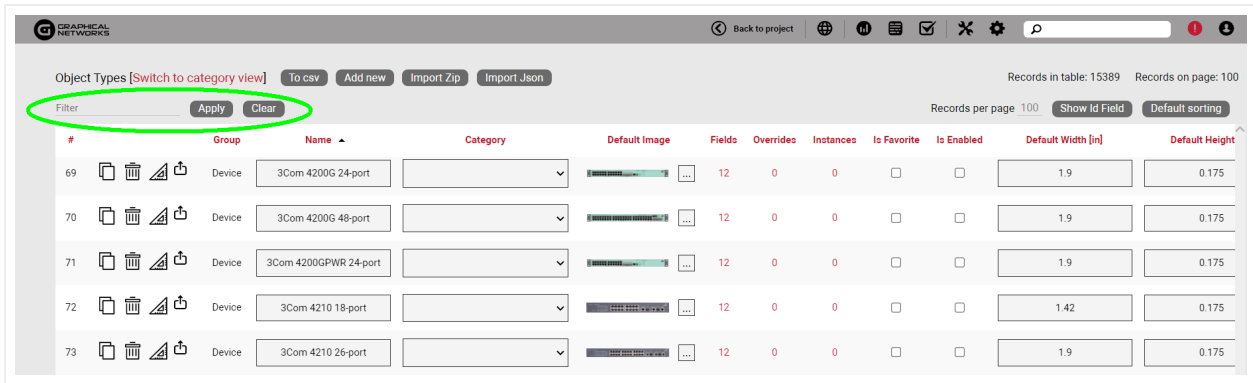 GRAPHICAL
NETWORKS
Back to project
Object Types [Switch to category view] To csv Add new Import Zip Import Json Records in table: 15389 Records on page: 100
Filter Apply Clear Records per page 100 Show Id Field Default sorting
# Group Name Category Default Image Fields Overrides Instances Is Favorite Is Enabled Default Width [in] Default Height
69 Device 3Com 4200G 24-port ... 12 0 0 1.9 0.175
70 Device 3Com 4200G 48-port ... 12 0 0 1.9 0.175
71 Device 3Com 4200GPWR 24-port ... 12 0 0 1.9 0.175
72 Device 3Com 4210 18-port ... 12 0 0 1.42 0.175
73 Device 3Com 4210 26-port ... 12 0 0 1.9 0.175